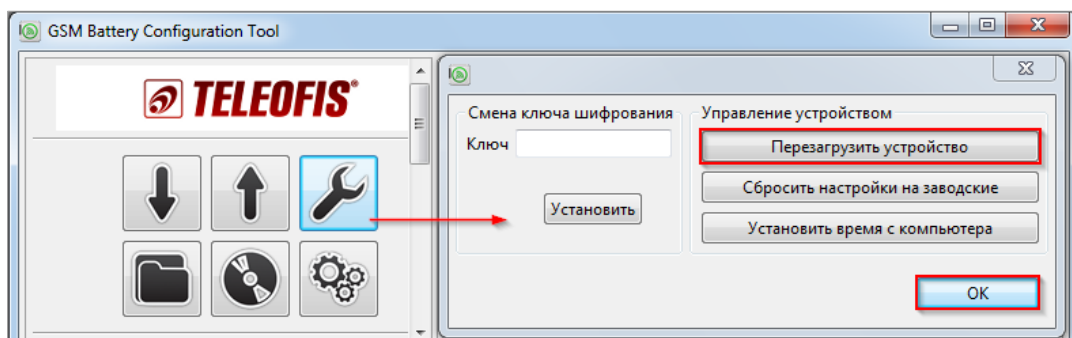 GSM Battery Configuration Tool
TELEOFIS®
Смена ключа шифрования
Ключ
Установить
Управление устройством
Перезагрузить устройство
Сбросить настройки на заводские
Установить время с компьютера
OK